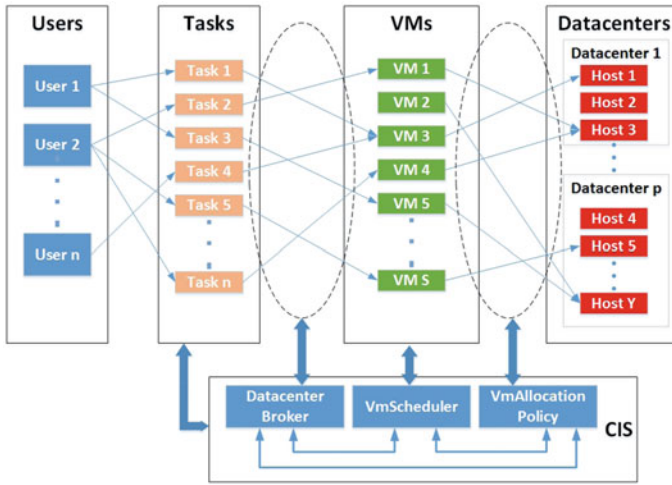 Users
Tasks
VMs
Datacenters
User 1
User 2
User n
Task 1
Task 2
Task 3
Task 4
Task 5
Task n
VM 1
VM 2
VM 3
VM 4
VM 5
VM S
Datacenter 1
Host 1
Host 2
Host 3
Datacenter p
Host 4
Host 5
Host Y
Datacenter
Broker
VmScheduler
VmAllocation
Policy
CIS